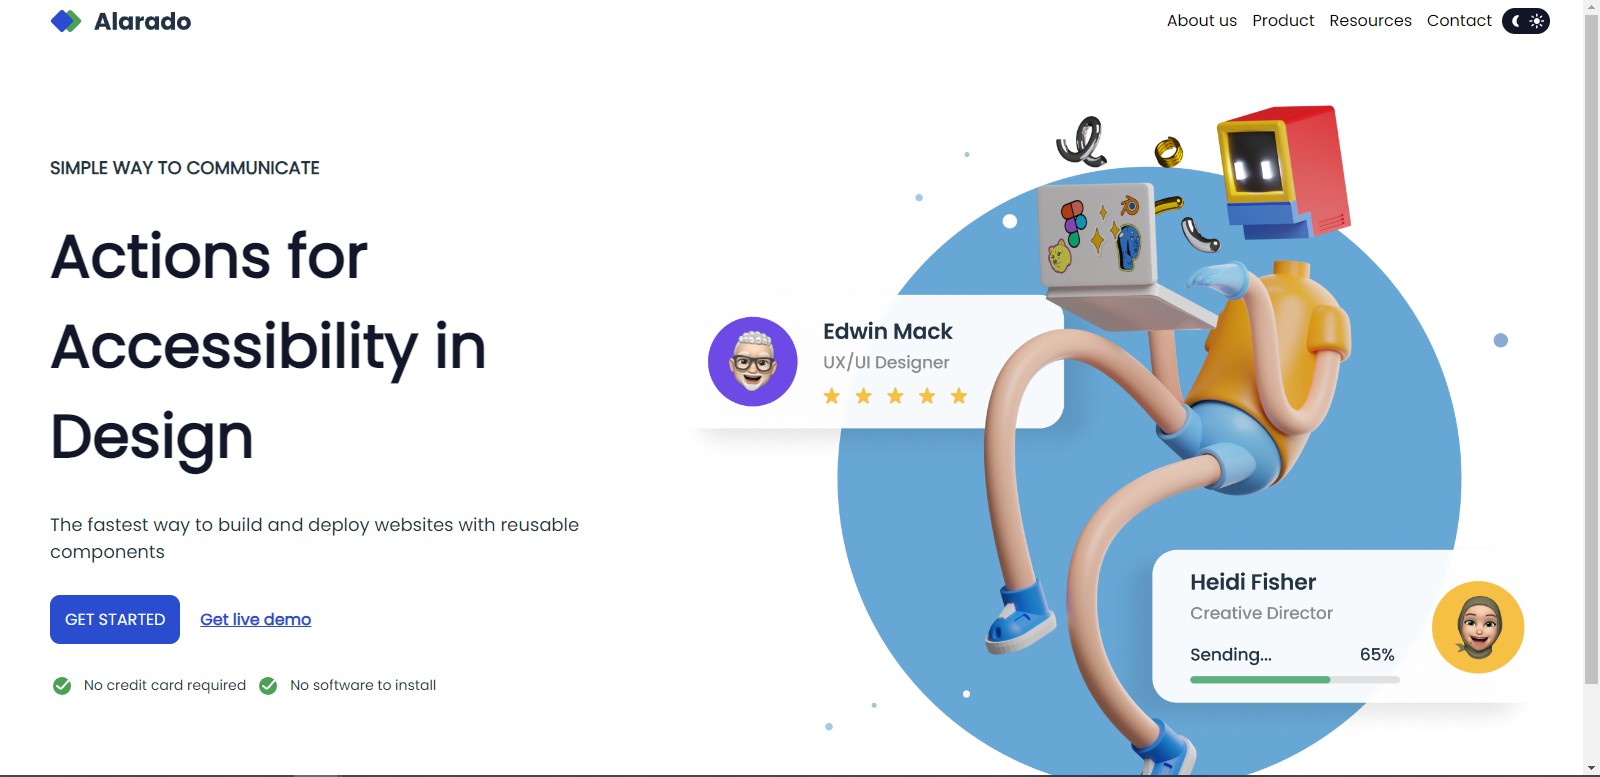 Alarado
About us Product Resources Contact
SIMPLE WAY TO COMMUNICATE
Actions for
Accessibility in
Design
The fastest way to build and deploy websites with reusable
components
GET STARTED Get live demo
No credit card required No software to install
Edwin Mack
UX/UI Designer
Heidi Fisher
Creative Director
Sending... 65%